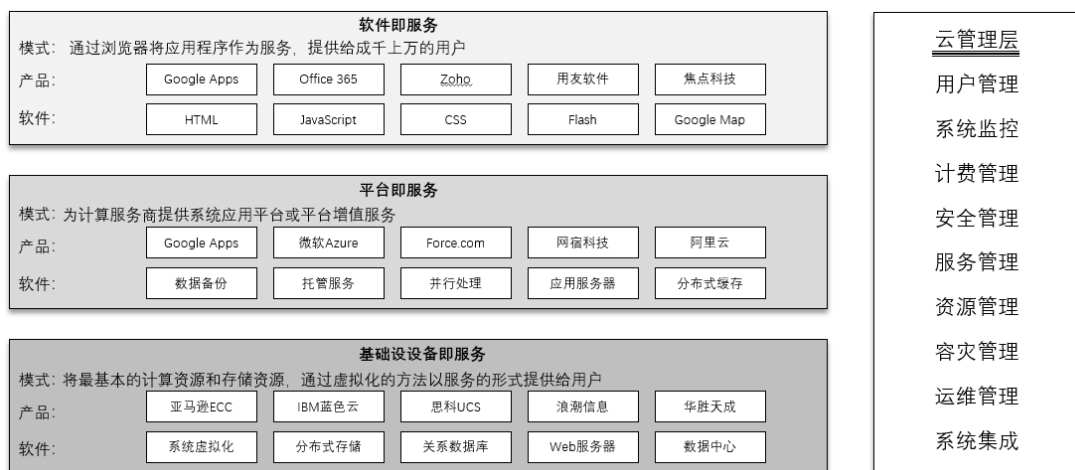 软件即服务
模式： 通过浏览器将应用程序作为服务，提供给成千上万的用户
产品： Google Apps Office 365 Zoho 用友软件 焦点科技
软件： HTML JavaScript CSS Flash Google Map
平台即服务
模式：为计算服务商提供系统应用平台或平台增值服务
产品： Google Apps 微软Azure Force.com 网宿科技 阿里云
软件： 数据备份 托管服务 并行处理 应用服务器 分布式缓存
基础设设备即服务
模式：将最基本的计算资源和存储资源，通过虚拟化的方法以服务的形式提供给用户
产品： 亚马逊ECC IBM蓝色云 思科UCS 浪潮信息 华胜天成
软件： 系统虚拟化 分布式存储 关系数据库 Web服务器 数据中心
云管理层
用户管理
系统监控
计费管理
安全管理
服务管理
资源管理
容灾管理
运维管理
系统集成